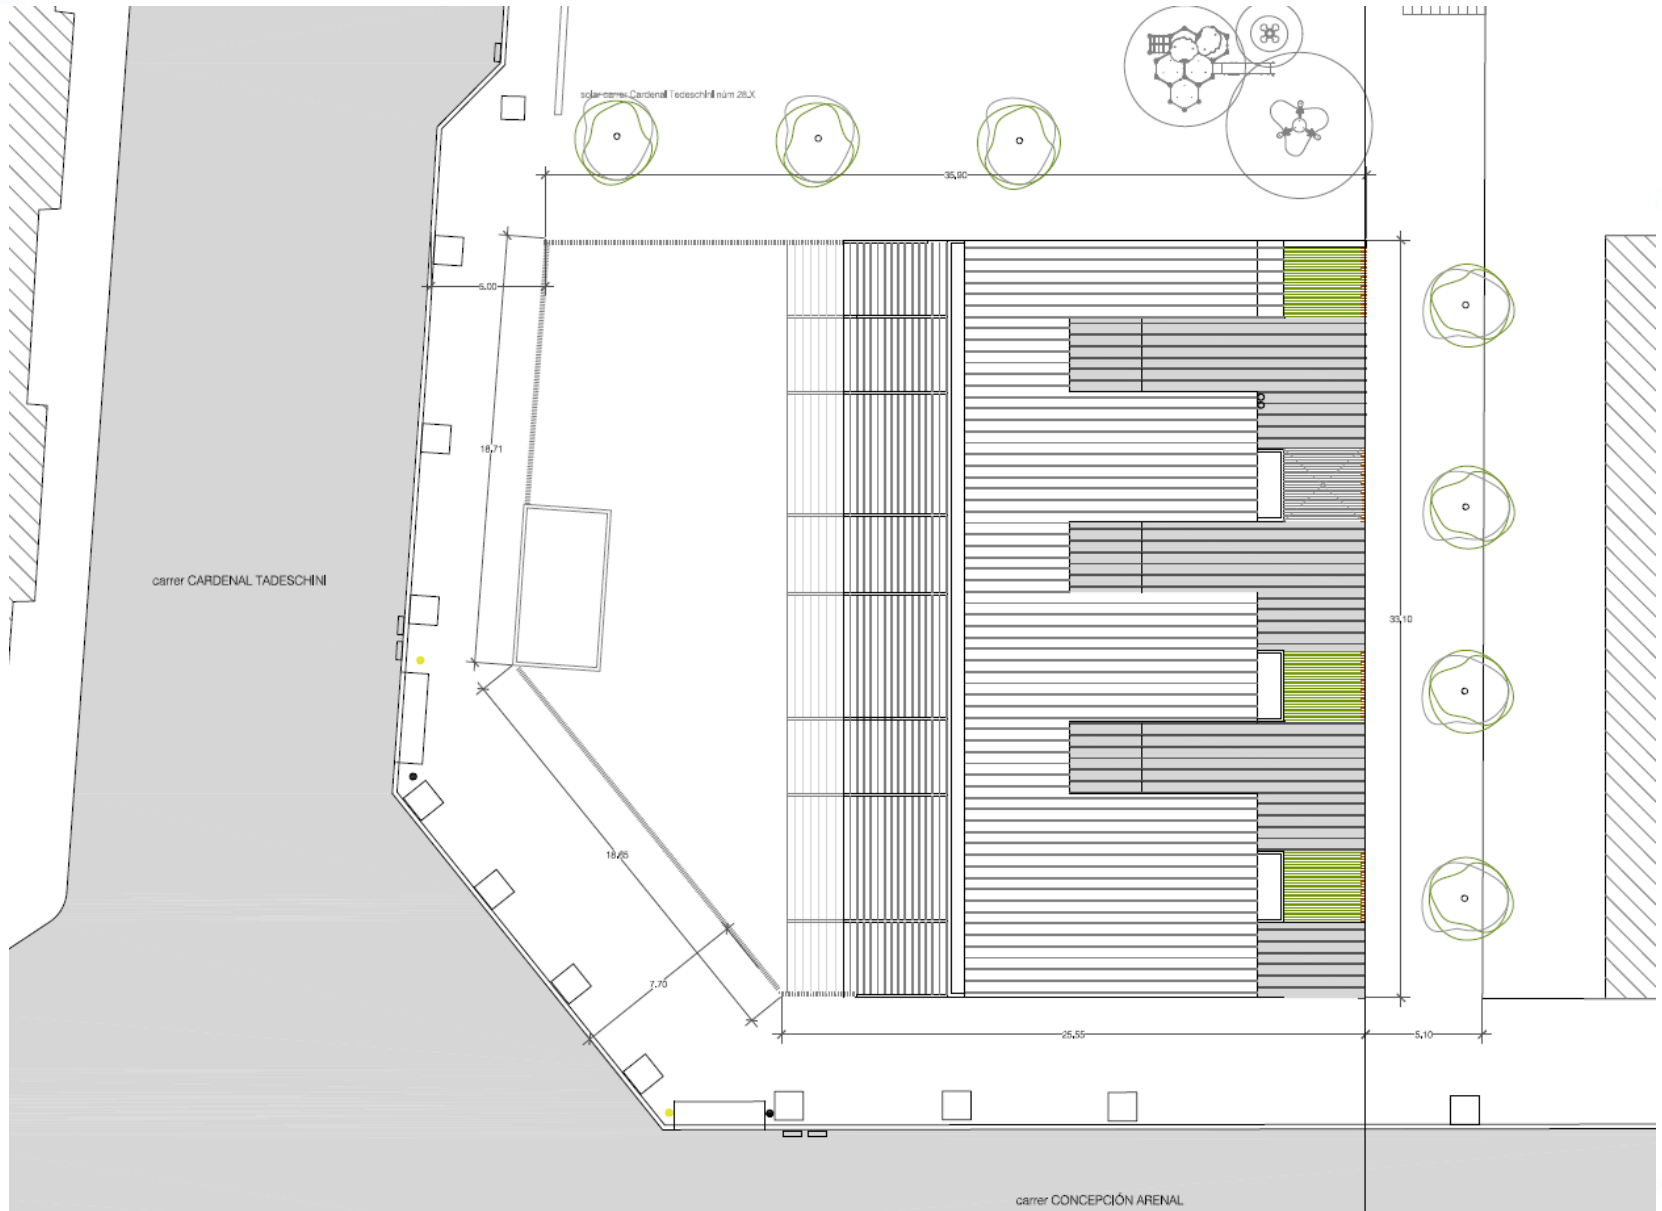 solar carrer Cardenal Tedeschini núm 28.X
35,90
5.00
18,71
carrer CARDENAL TADESCHINI
33,10
18,65
7.70
25,55
5,10
carrer CONCEPCIÓN ARENAL